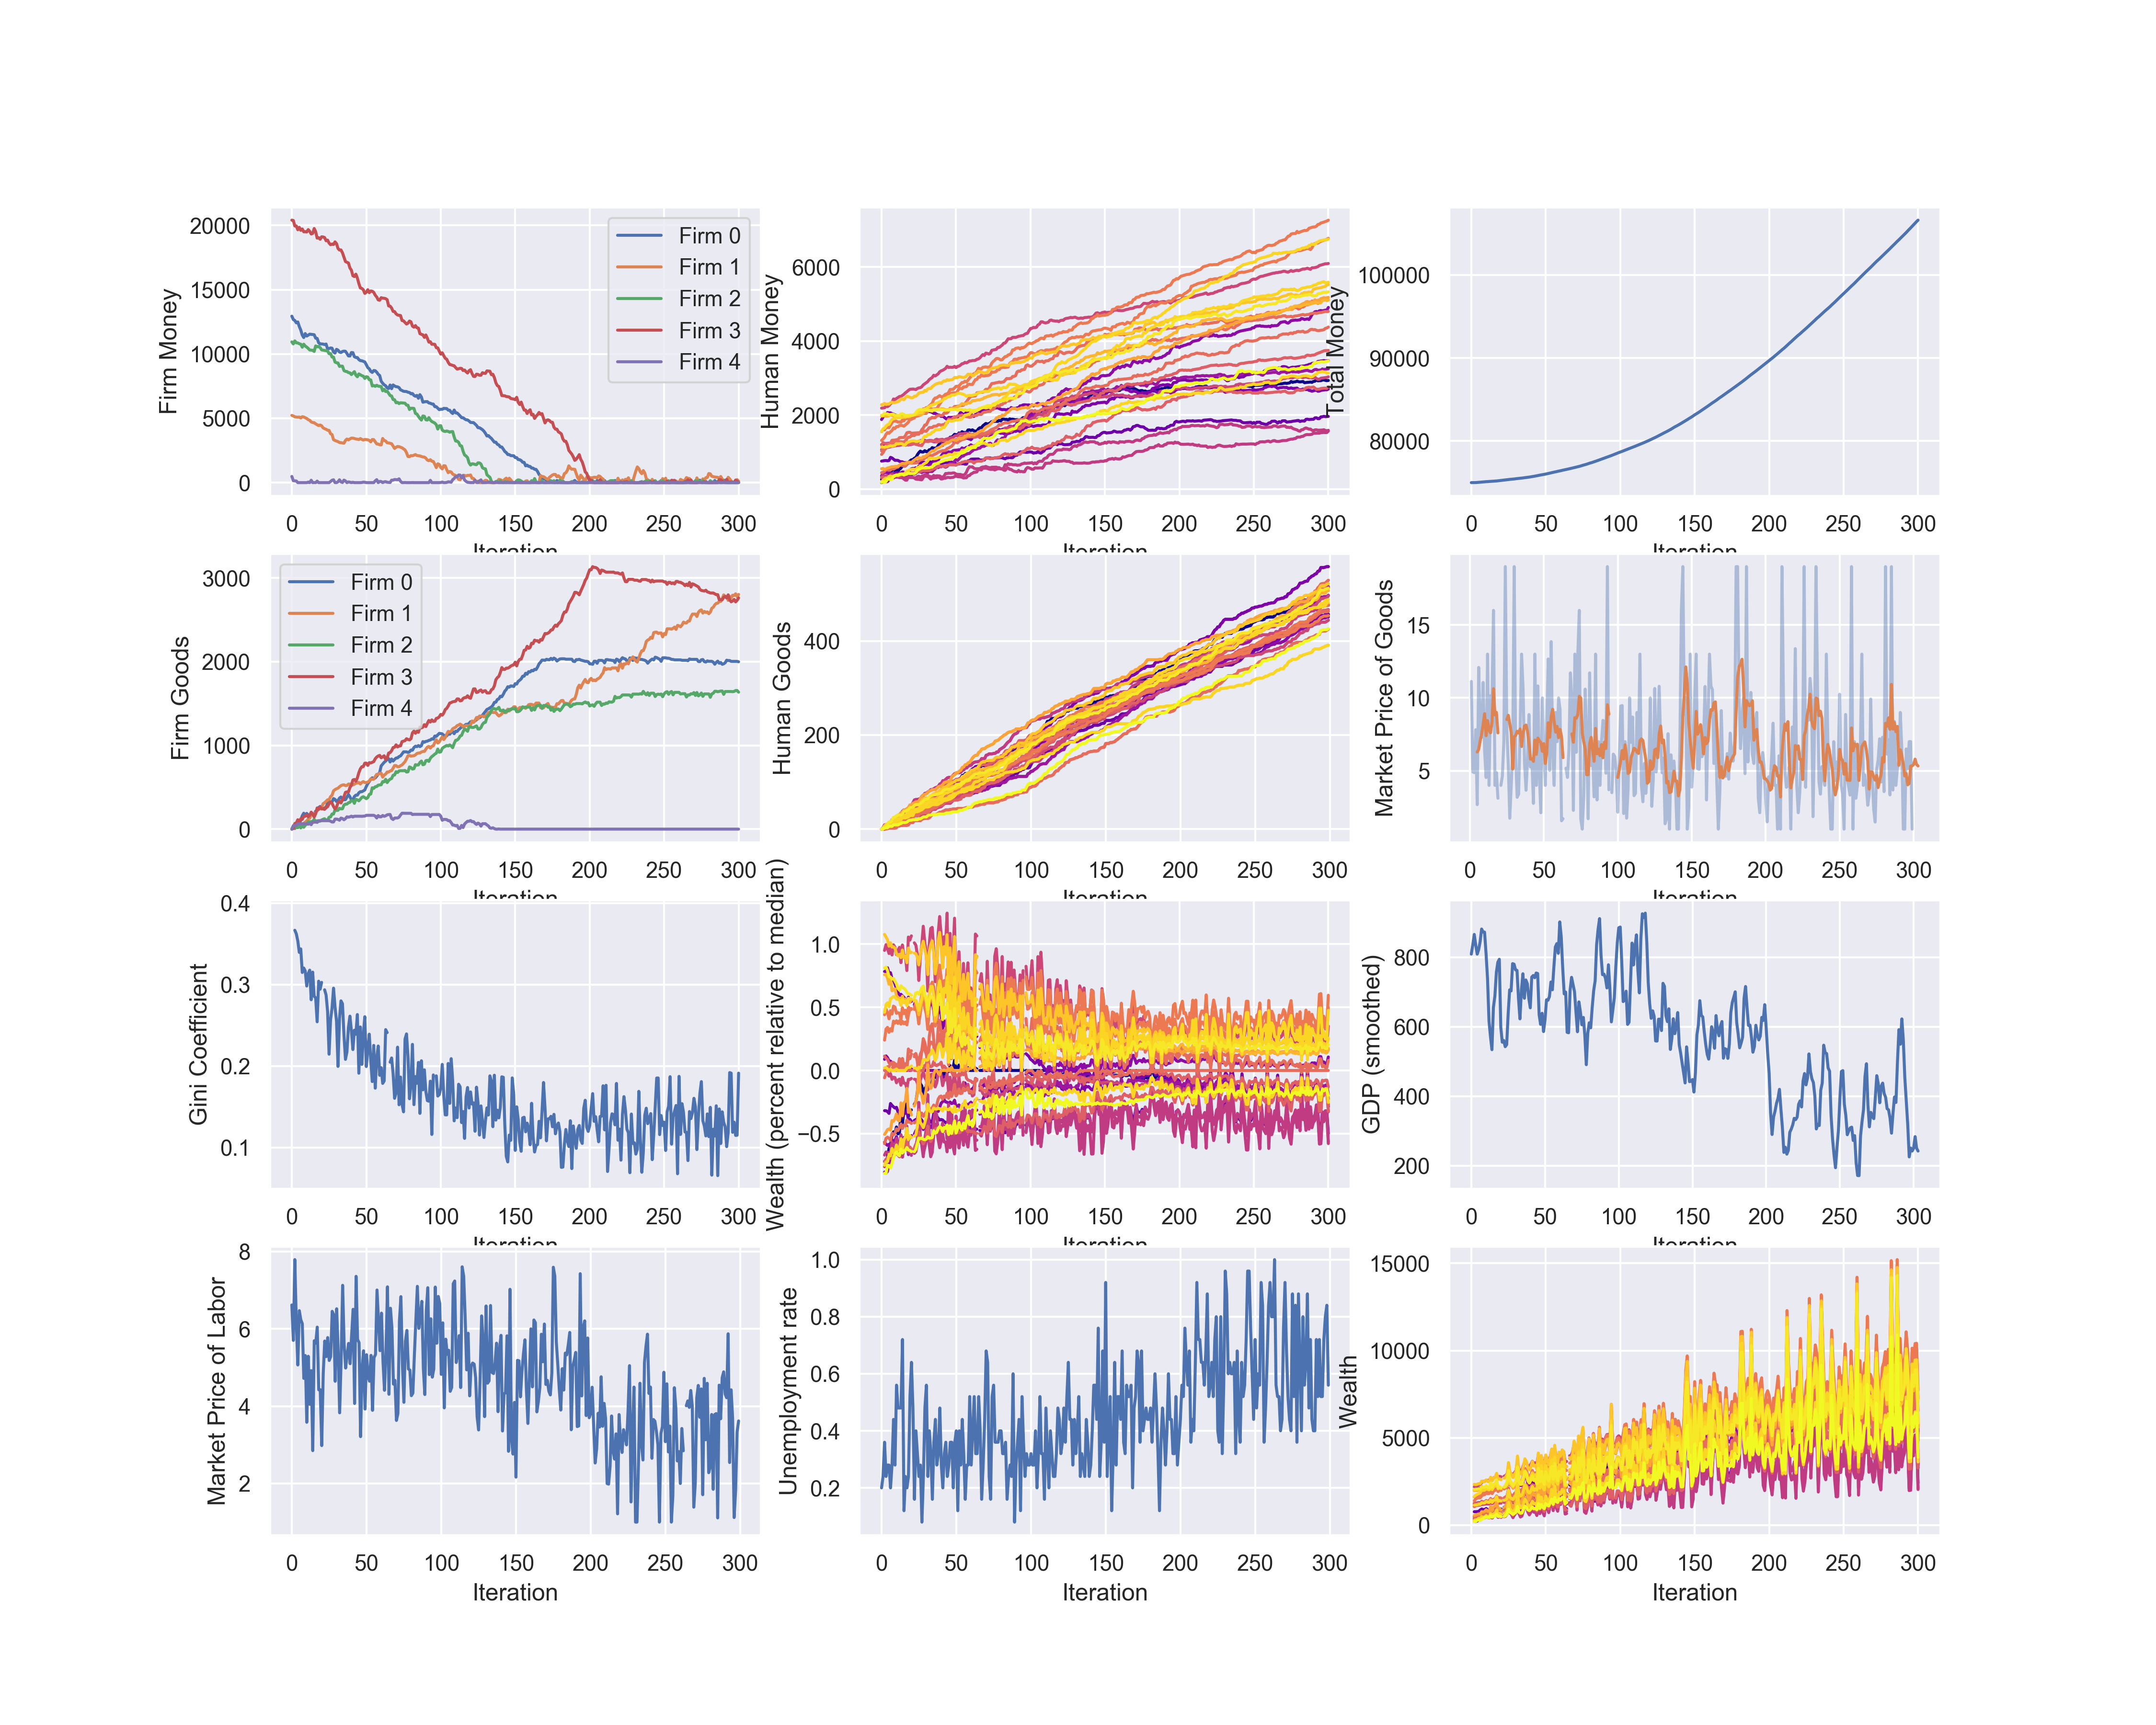 Firm Money
20000
15000
10000
5000
0
Firm 0
Firm 1
Firm 2
Firm 3
Firm 4
0 50 100 150 200 250 300
Iteration
Human Money
6000
4000
2000
0
0 50 100 150 200 250 300
Iteration
Total Money
100000
90000
80000
0 50 100 150 200 250 300
Iteration
Firm Goods
3000
2000
1000
0
Firm 0
Firm 1
Firm 2
Firm 3
Firm 4
0 50 100 150 200 250 300
Iteration
Human Goods
400
200
0
0 50 100 150 200 250 300
Iteration
Market Price of Goods
15
10
5
0 50 100 150 200 250 300
Iteration
Gini Coefficient
0.4
0.3
0.2
0.1
0 50 100 150 200 250 300
Iteration
Wealth (percent relative to median)
1.0
0.5
0.0
−0.5
0 50 100 150 200 250 300
Iteration
GDP (smoothed)
800
600
400
200
0 50 100 150 200 250 300
Iteration
Market Price of Labor
8
6
4
2
0 50 100 150 200 250 300
Iteration
Unemployment rate
1.0
0.8
0.6
0.4
0.2
0 50 100 150 200 250 300
Iteration
Wealth
15000
10000
5000
0
0 50 100 150 200 250 300
Iteration